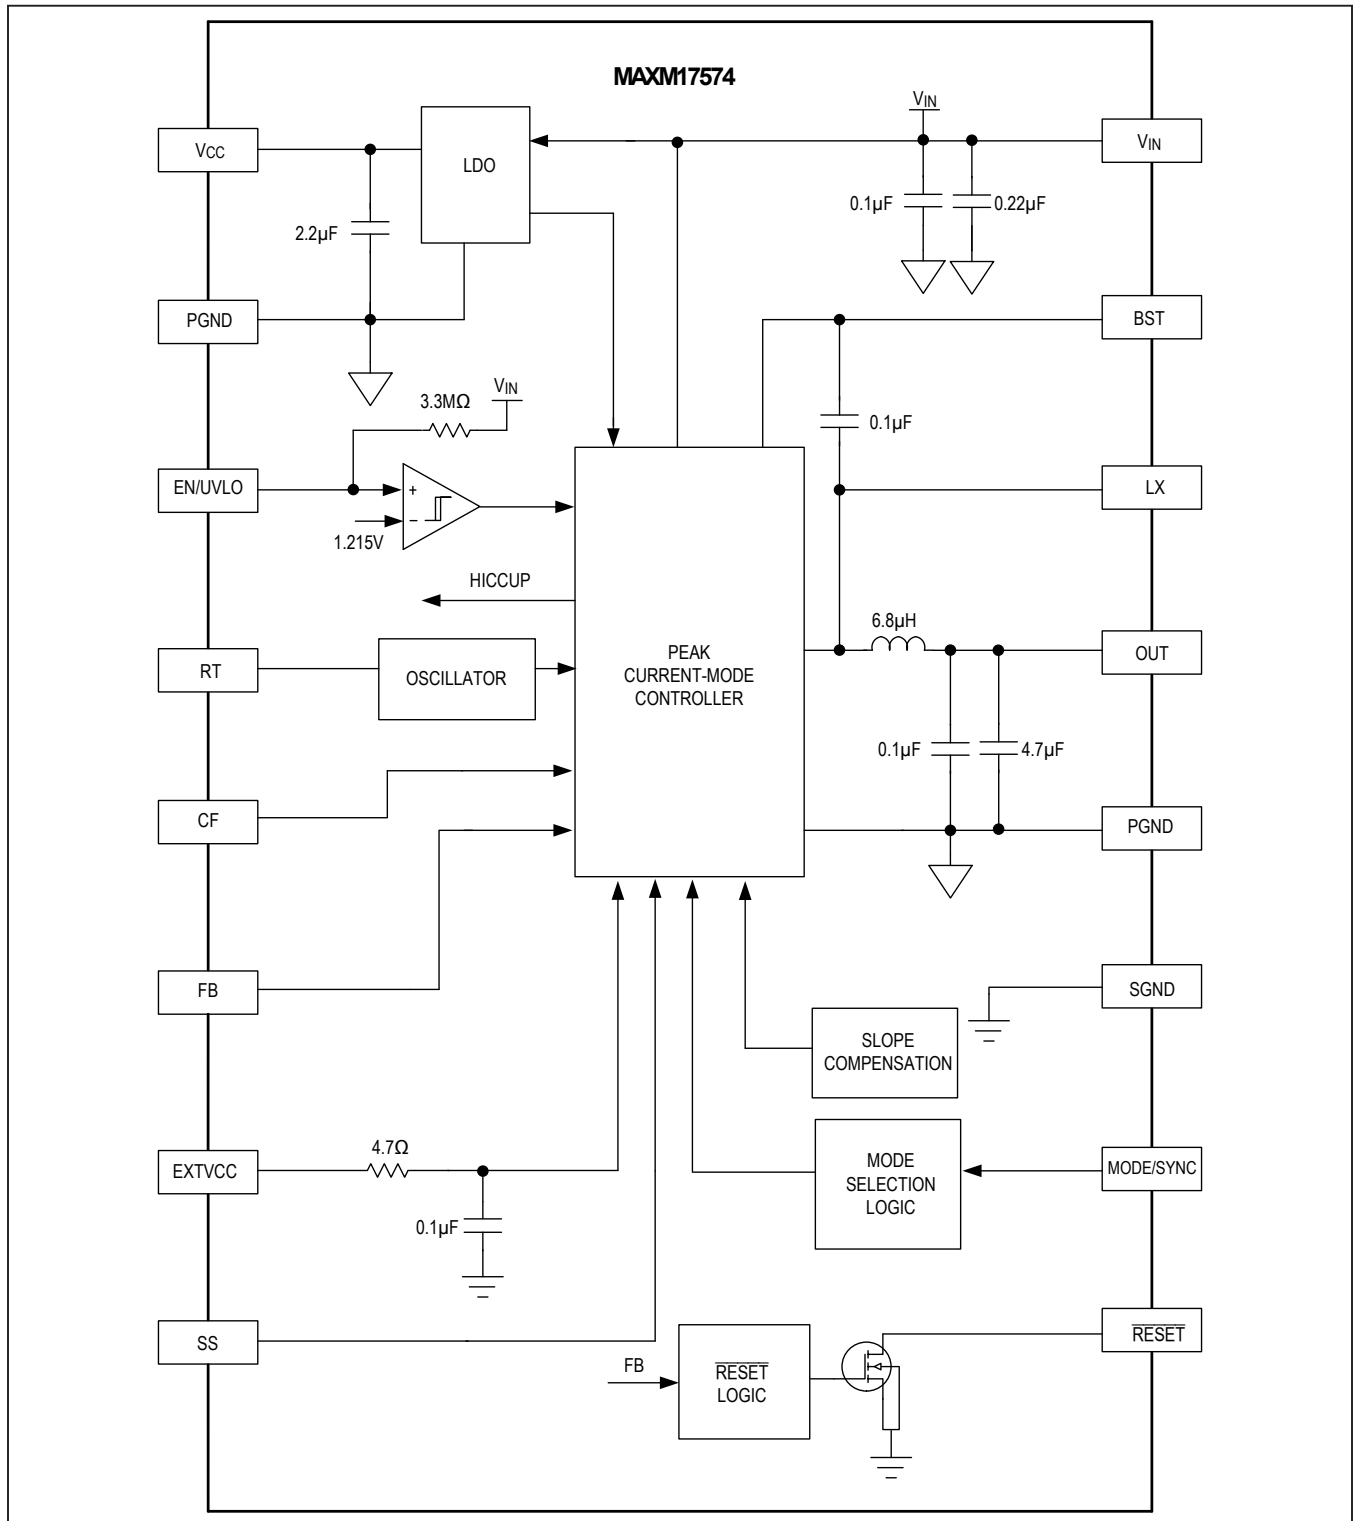 MAXM17574
VIN
VCC
LDO
VIN
0.1µF
0.22µF
2.2µF
PGND
BST
VIN
3.3MΩ
0.1µF
EN/UVLO
+
LX
−
1.215V
HICCUP
6.8µH
RT
OSCILLATOR
PEAK
CURRENT-MODE
CONTROLLER
OUT
0.1µF
4.7µF
CF
PGND
FB
SGND
SLOPE
COMPENSATION
4.7Ω
EXTVCC
MODE
SELECTION
LOGIC
MODE/SYNC
0.1µF
SS
RESET
FB
RESET
LOGIC